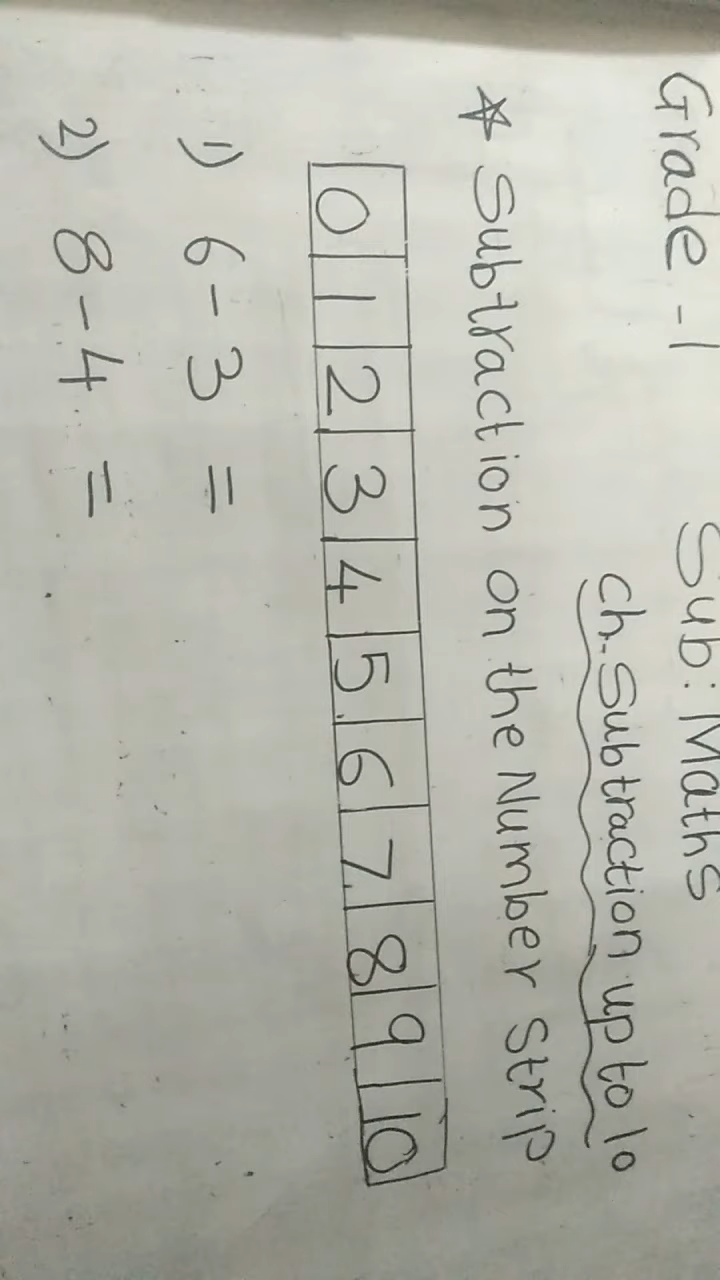 Grade - 1 Sub: Maths
Ch. Subtraction up to 10
☆ Subtraction on the Number Strip
0 1 2 3 4 5 6 7 8 9 10
1) 6 - 3 =
2) 8 - 4 =